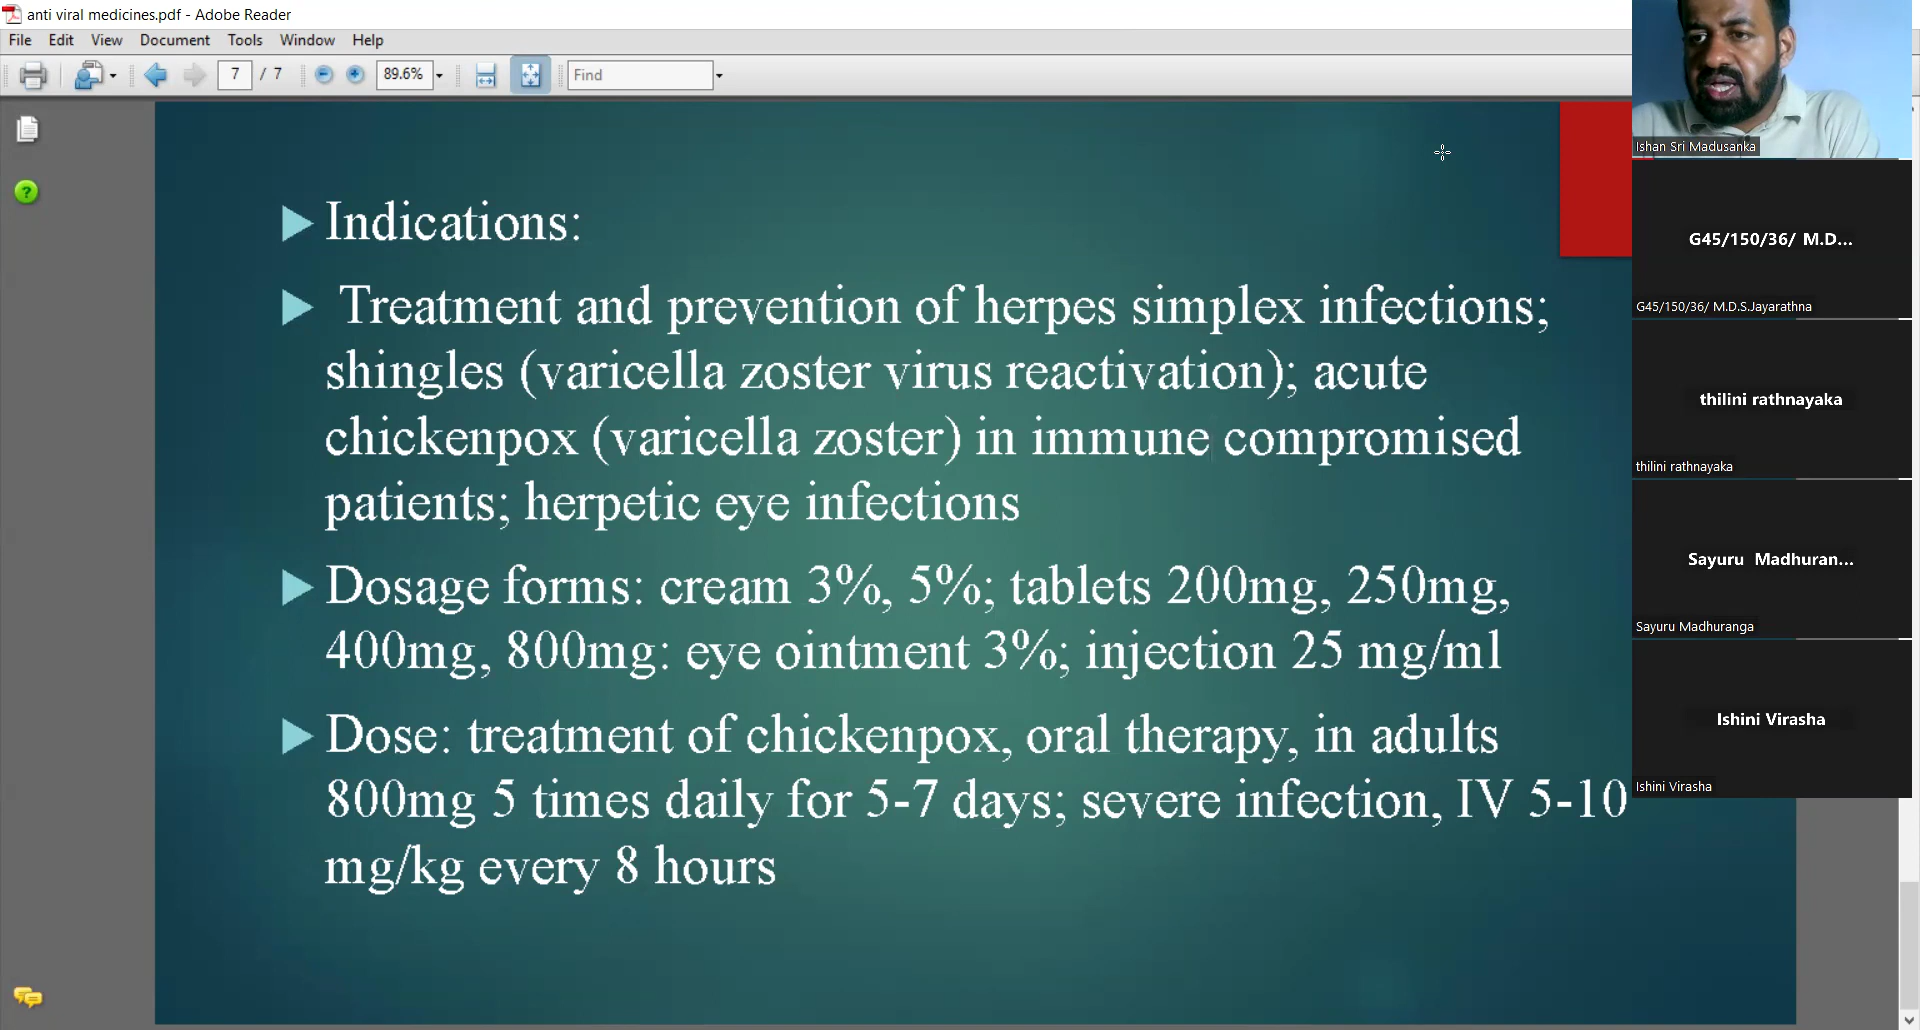 anti viral medicines.pdf - Adobe Reader
File Edit View Document Tools Window Help
7 / 7 89.6% Find
Indications:
Treatment and prevention of herpes simplex infections;
shingles (varicella zoster virus reactivation); acute
chickenpox (varicella zoster) in immune compromised
patients; herpetic eye infections
Dosage forms: cream 3%, 5%; tablets 200mg, 250mg,
400mg, 800mg: eye ointment 3%; injection 25 mg/ml
Dose: treatment of chickenpox, oral therapy, in adults
800mg 5 times daily for 5-7 days; severe infection, IV 5-10
mg/kg every 8 hours
Ishan Sri Madusanka
G45/150/36/ M.D...
G45/150/36/ M.D.S.Jayarathna
thilini rathnayaka
thilini rathnayaka
Sayuru Madhuran...
Sayuru Madhuranga
Ishini Virasha
Ishini Virasha